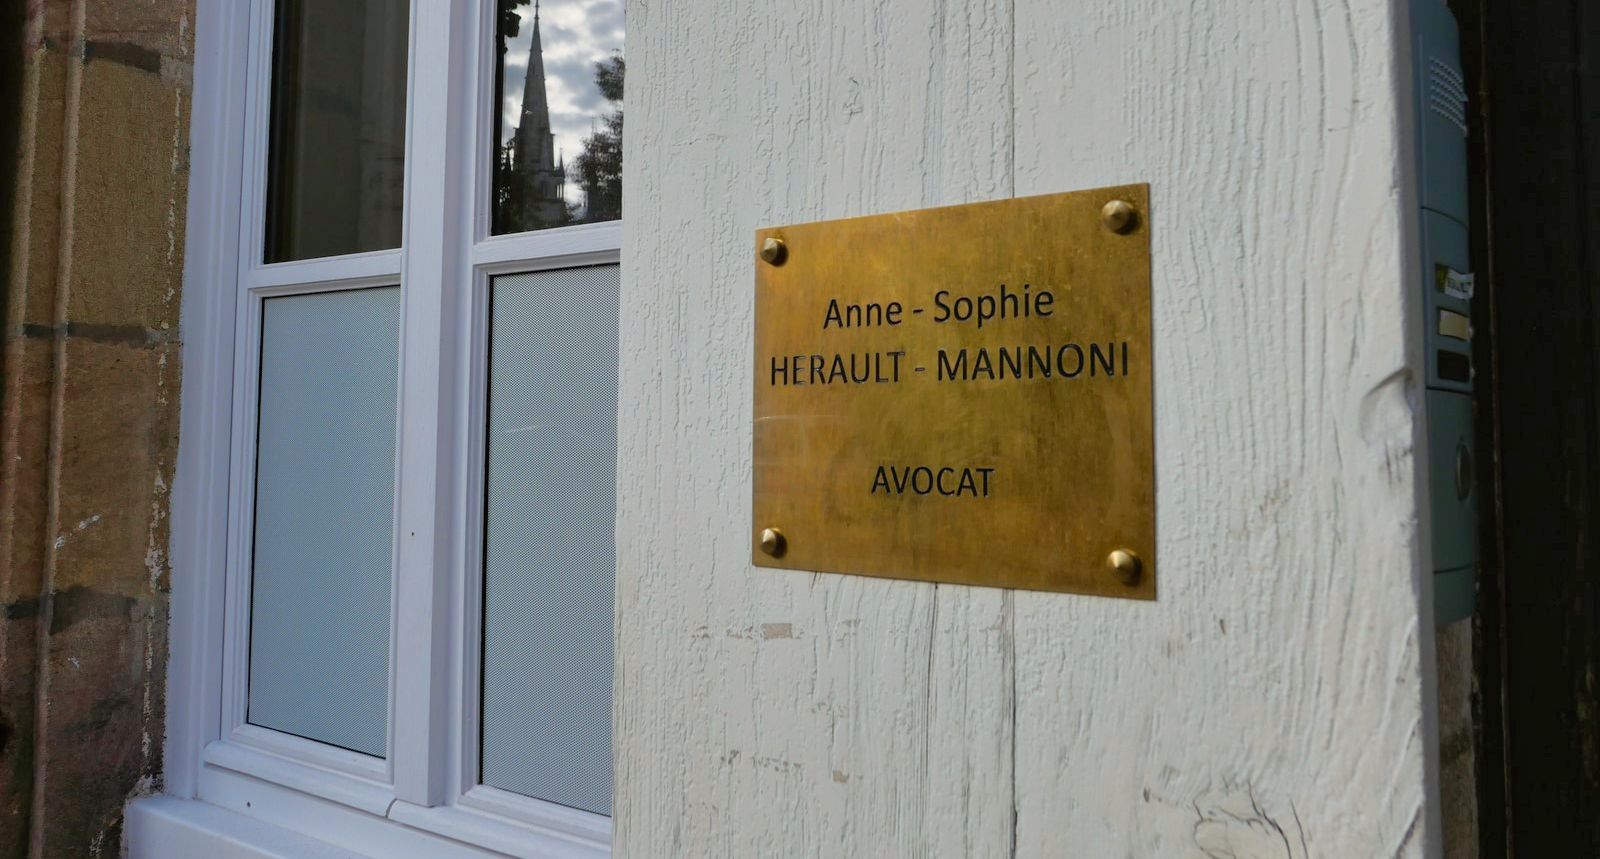 Anne - Sophie
HERAULT - MANNONI
AVOCAT